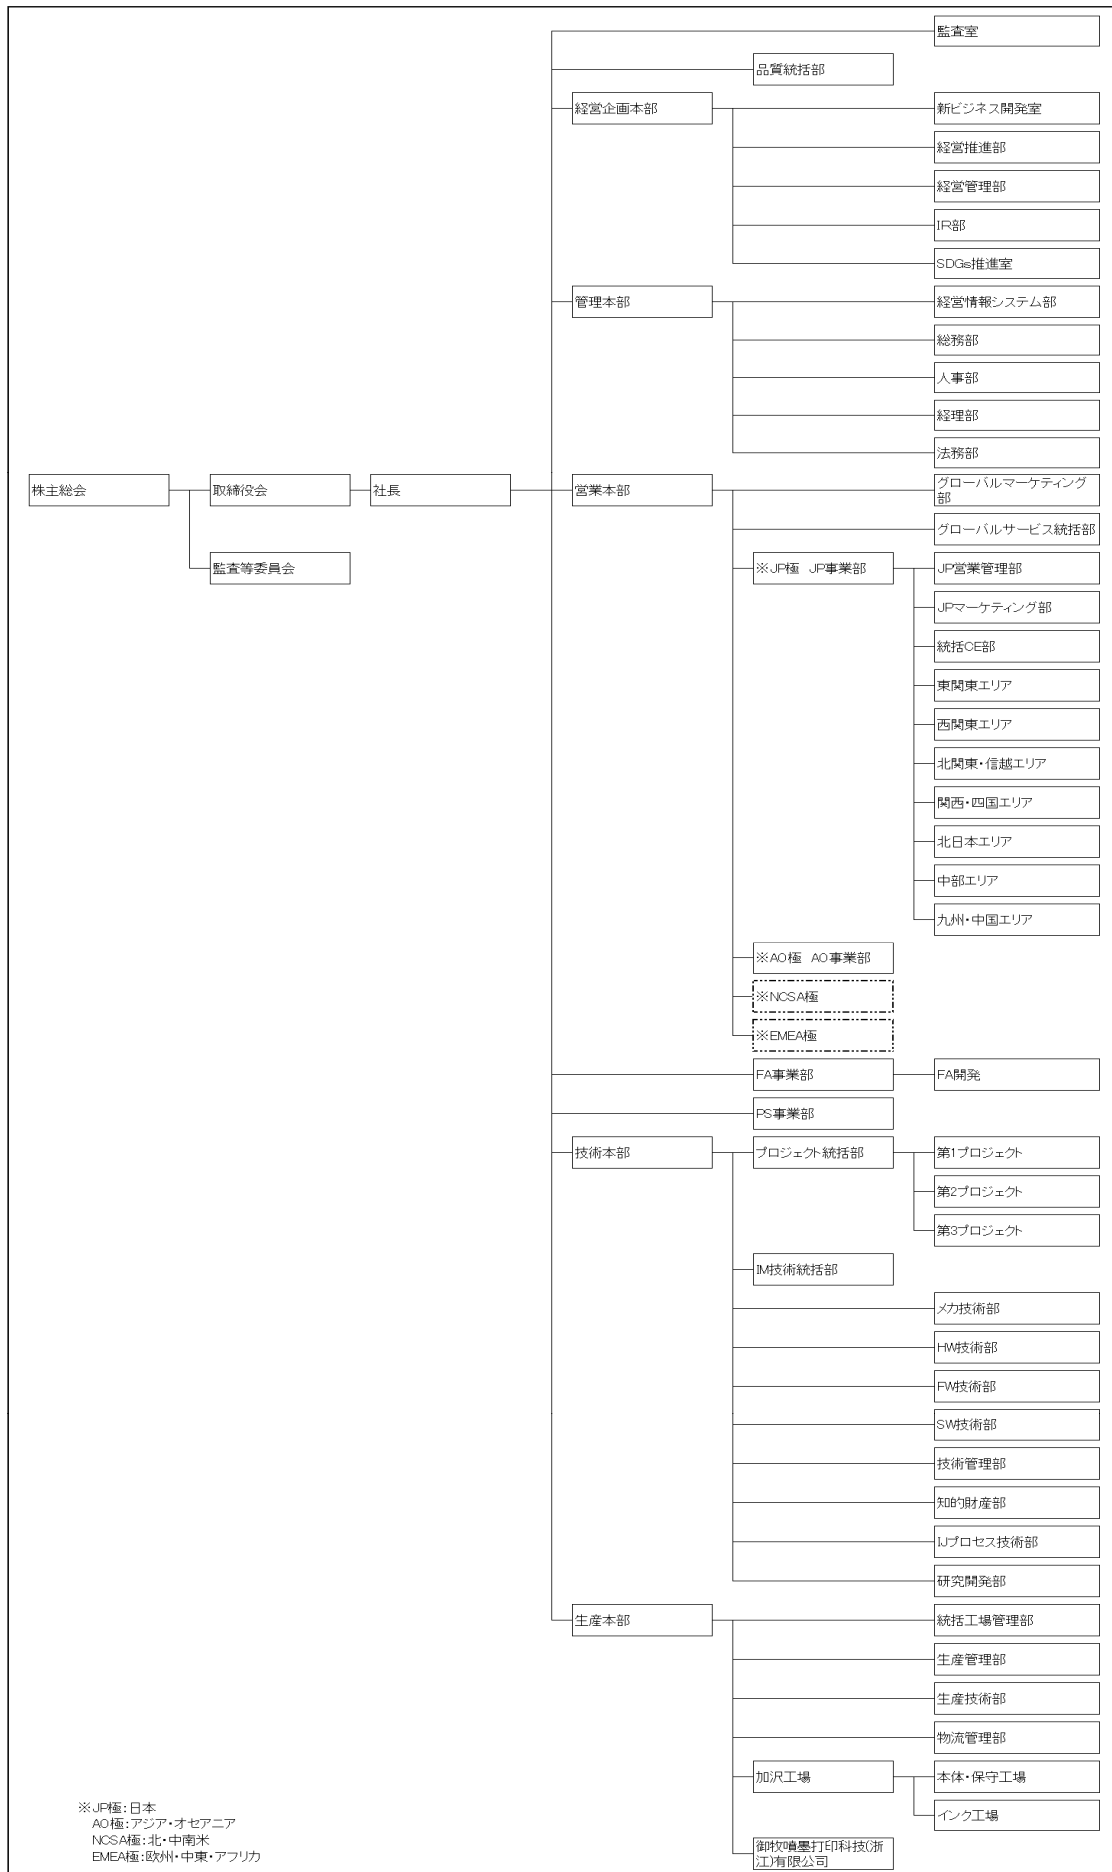 監査室
品質統括部
経営企画本部
新ビジネス開発室
経営推進部
経営管理部
IR部
SDGs推進室
管理本部
経営情報システム部
総務部
人事部
経理部
法務部
株主総会
取締役会
社長
営業本部
グローバルマーケティング
部
グローバルサービス統括部
監査等委員会
※JP極 JP事業部
JP営業管理部
JPマーケティング部
統括CE部
東関東エリア
西関東エリア
北関東・信越エリア
関西・四国エリア
北日本エリア
中部エリア
九州・中国エリア
※AO極 AO事業部
※NCSA極
※EMEA極
FA事業部
FA開発
PS事業部
技術本部
プロジェクト統括部
第1プロジェクト
第2プロジェクト
第3プロジェクト
IM技術統括部
メカ技術部
HW技術部
FW技術部
SW技術部
技術管理部
知的財産部
IJプロセス技術部
研究開発部
生産本部
統括工場管理部
生産管理部
生産技術部
物流管理部
加沢工場
本体・保守工場
インク工場
御牧噴墨打印科技(浙
江)有限公司
※JP極:日本
AO極:アジア・オセアニア
NCSA極:北・中南米
EMEA極:欧州・中東・アフリカ